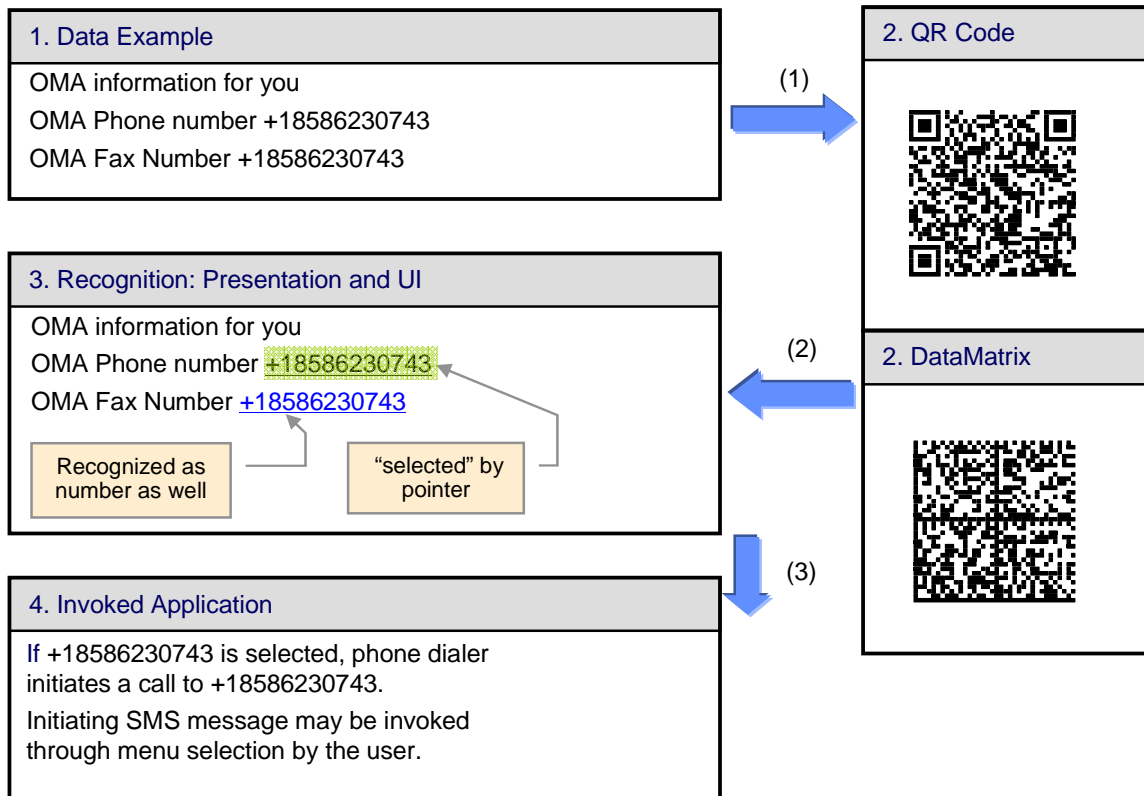 1. Data Example
OMA information for you
OMA Phone number +18586230743
OMA Fax Number +18586230743
(1)
2. QR Code
3. Recognition: Presentation and UI
OMA information for you
OMA Phone number +18586230743
OMA Fax Number +18586230743
Recognized as
number as well
“selected” by
pointer
(2)
2. DataMatrix
(3)
4. Invoked Application
If +18586230743 is selected, phone dialer
initiates a call to +18586230743.
Initiating SMS message may be invoked
through menu selection by the user.